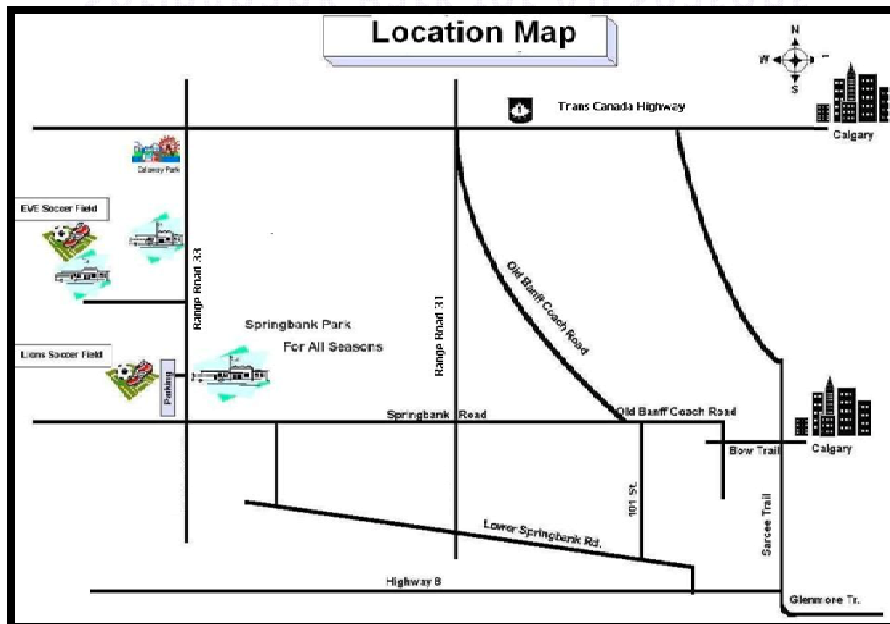 Location Map
N
W
S
Trans Canada Highway
Calgary
Calaway Park
EVE Soccer Field
Range Road 33
Range Road 31
Old Banff Coach Road
Springbank Park
For All Seasons
Lions Soccer Field
Parking
Springbank Road
Old Banff Coach Road
Bow Trail
Calgary
101 St.
Sarcee Trail
Lower Springbank Rd.
Highway 8
Glenmore Tr.